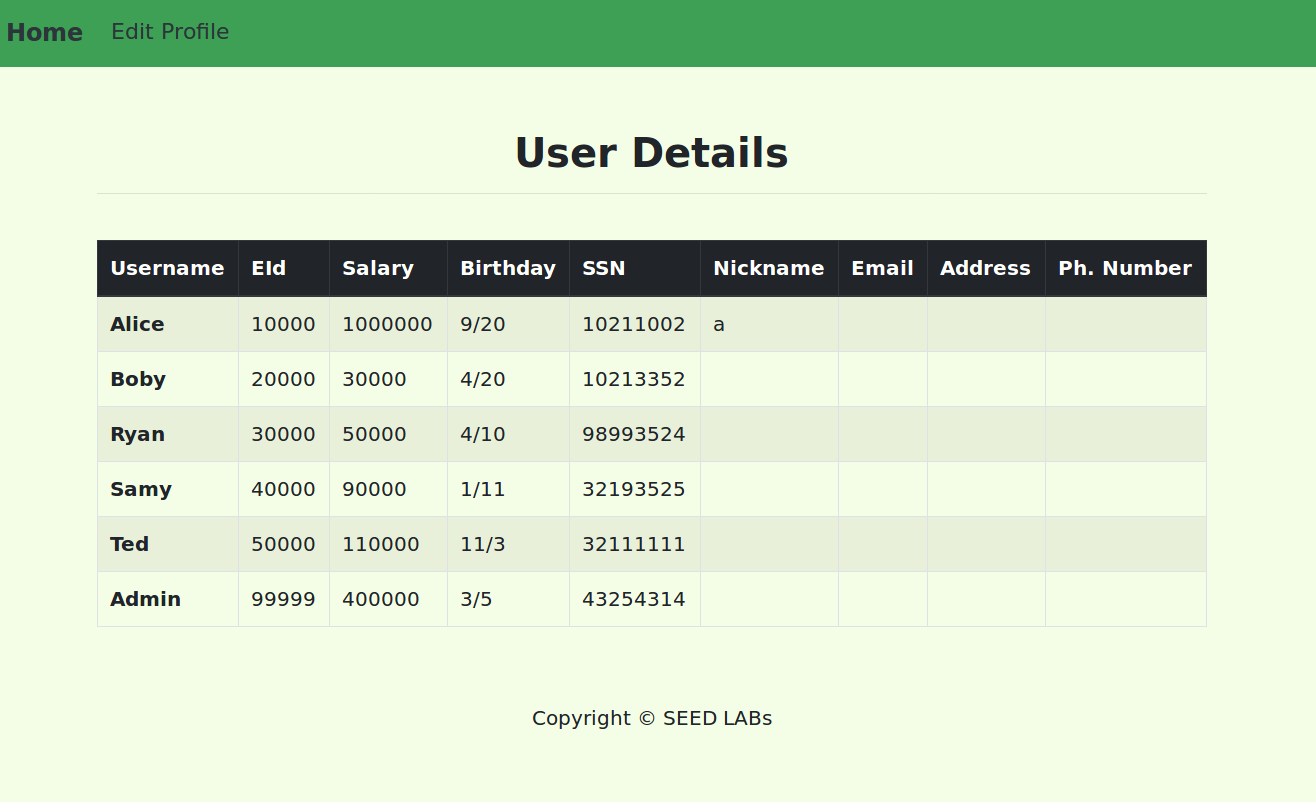 Home Edit Profile
User Details
Username EId Salary Birthday SSN Nickname Email Address Ph. Number
Alice 10000 1000000 9/20 10211002 a
Boby 20000 30000 4/20 10213352
Ryan 30000 50000 4/10 98993524
Samy 40000 90000 1/11 32193525
Ted 50000 110000 11/3 32111111
Admin 99999 400000 3/5 43254314
Copyright © SEED LABs